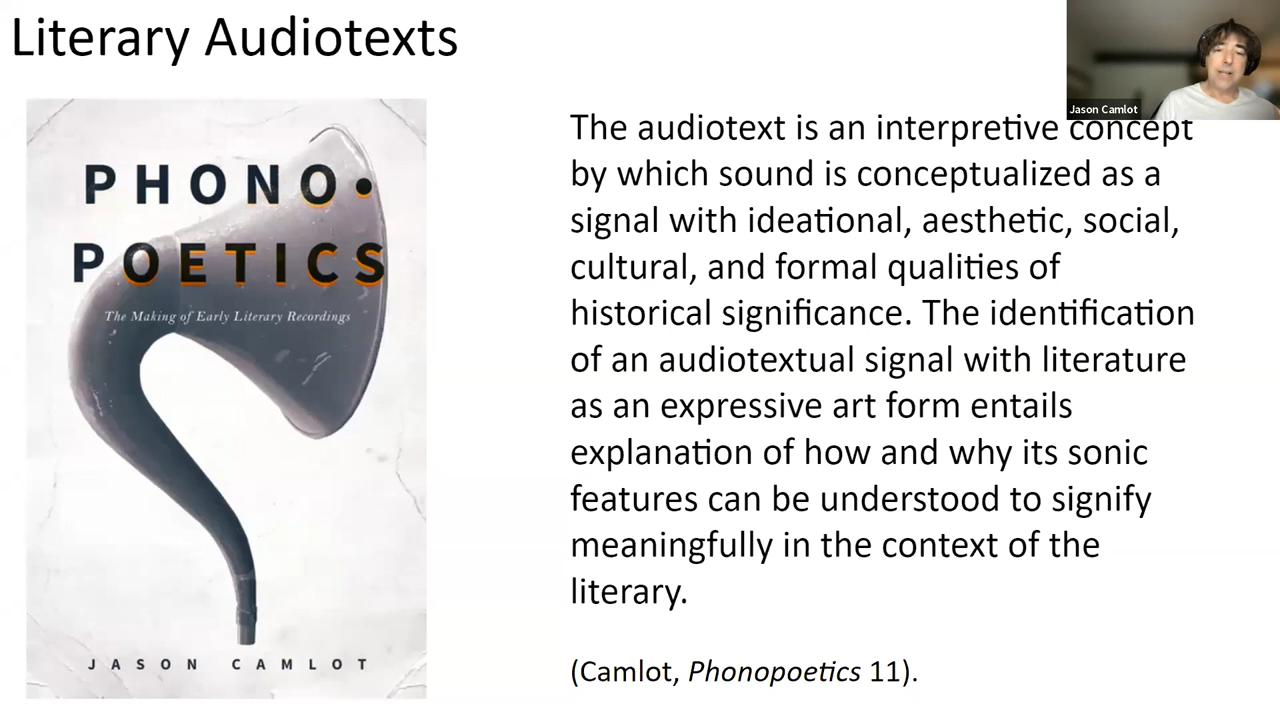 Literary Audiotexts
Jason Camlot
PHONO•
POETICS
The Making of Early Literary Recordings
JASON CAMLOT
The audiotext is an interpretive concept
by which sound is conceptualized as a
signal with ideational, aesthetic, social,
cultural, and formal qualities of
historical significance. The identification
of an audiotextual signal with literature
as an expressive art form entails
explanation of how and why its sonic
features can be understood to signify
meaningfully in the context of the
literary.
(Camlot, Phonopoetics 11).